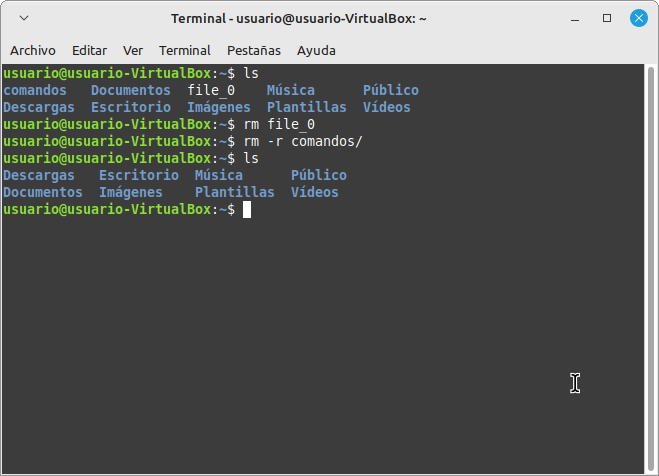 Terminal - usuario@usuario-VirtualBox: ~
Archivo Editar Ver Terminal Pestañas Ayuda
usuario@usuario-VirtualBox:~$ ls
comandos Documentos file_0 Música Público
Descargas Escritorio Imágenes Plantillas Vídeos
usuario@usuario-VirtualBox:~$ rm file_0
usuario@usuario-VirtualBox:~$ rm -r comandos/
usuario@usuario-VirtualBox:~$ ls
Descargas Escritorio Música Público
Documentos Imágenes Plantillas Vídeos
usuario@usuario-VirtualBox:~$